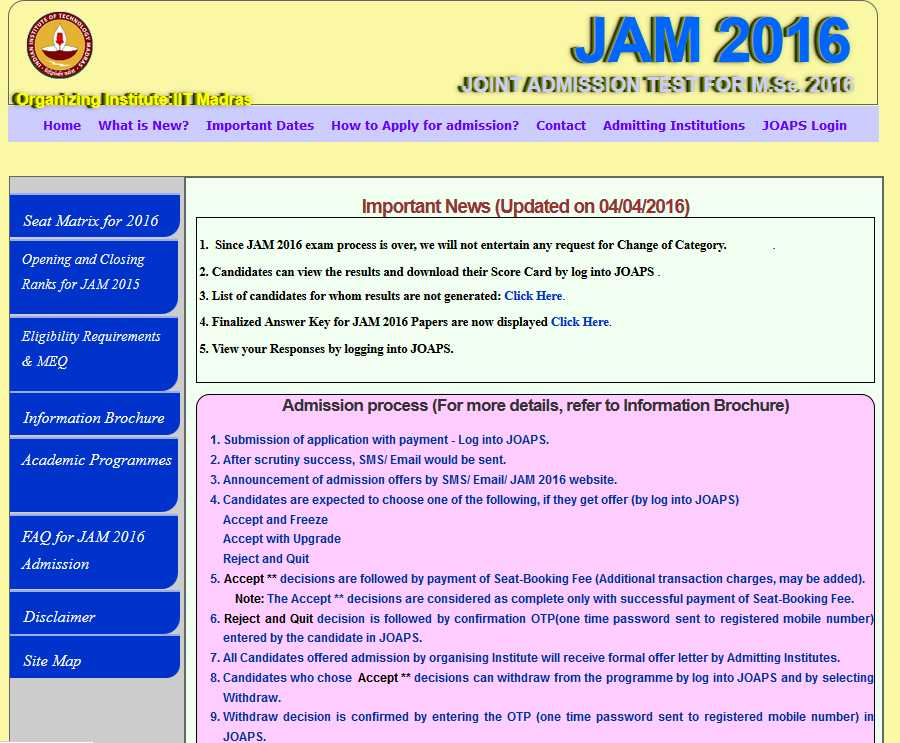 INDIAN INSTITUTE OF TECHNOLOGY MADRAS
JAM 2016
JOINT ADMISSION TEST FOR M.Sc. 2016
Organizing Institute IIT Madras
Home What is New? Important Dates How to Apply for admission? Contact Admitting Institutions JOAPS Login
Seat Matrix for 2016
Opening and Closing
Ranks for JAM 2015
Eligibility Requirements
& MEQ
Information Brochure
Academic Programmes
FAQ for JAM 2016
Admission
Disclaimer
Site Map
Important News (Updated on 04/04/2016)
1. Since JAM 2016 exam process is over, we will not entertain any request for Change of Category. .
2. Candidates can view the results and download their Score Card by log into JOAPS .
3. List of candidates for whom results are not generated: Click Here.
4. Finalized Answer Key for JAM 2016 Papers are now displayed Click Here.
5. View your Responses by logging into JOAPS.
Admission process (For more details, refer to Information Brochure)
1. Submission of application with payment - Log into JOAPS.
2. After scrutiny success, SMS/ Email would be sent.
3. Announcement of admission offers by SMS/ Email/ JAM 2016 website.
4. Candidates are expected to choose one of the following, if they get offer (by log into JOAPS)
Accept and Freeze
Accept with Upgrade
Reject and Quit
5. Accept ** decisions are followed by payment of Seat-Booking Fee (Additional transaction charges, may be added).
Note: The Accept ** decisions are considered as complete only with successful payment of Seat-Booking Fee.
6. Reject and Quit decision is followed by confirmation OTP(one time password sent to registered mobile number)
entered by the candidate in JOAPS.
7. All Candidates offered admission by organising Institute will receive formal offer letter by Admitting Institutes.
8. Candidates who chose Accept ** decisions can withdraw from the programme by log into JOAPS and by selecting
Withdraw.
9. Withdraw decision is confirmed by entering the OTP (one time password sent to registered mobile number) in
JOAPS.